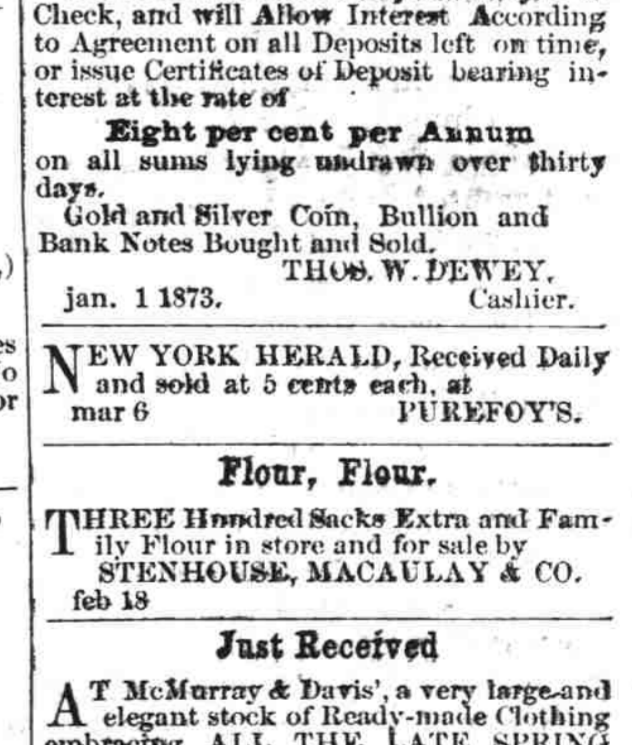 Check, and will Allow Interest According
to Agreement on all Deposits left on time,
or issue Certificates of Deposit bearing in-
terest at the rate of
Eight per cent per Annum
on all sums lying undrawn over thirty
days.
Gold and Silver Coin, Bullion and
Bank Notes Bought and Sold.
THOS. W. DEWEY.
jan. 1 1873. Cashier.
NEW YORK HERALD, Received Daily
and sold at 5 cents each, at
mar 6 PUREFOY'S.
Flour, Flour.
THREE Hundred Sacks Extra and Fam-
ily Flour in store and for sale by
STENHOUSE, MACAULAY & CO.
feb 18
Just Received
AT McMurray & Davis', a very large and
elegant stock of Ready-made Clothing
embracing ALL THE LATE SPRING